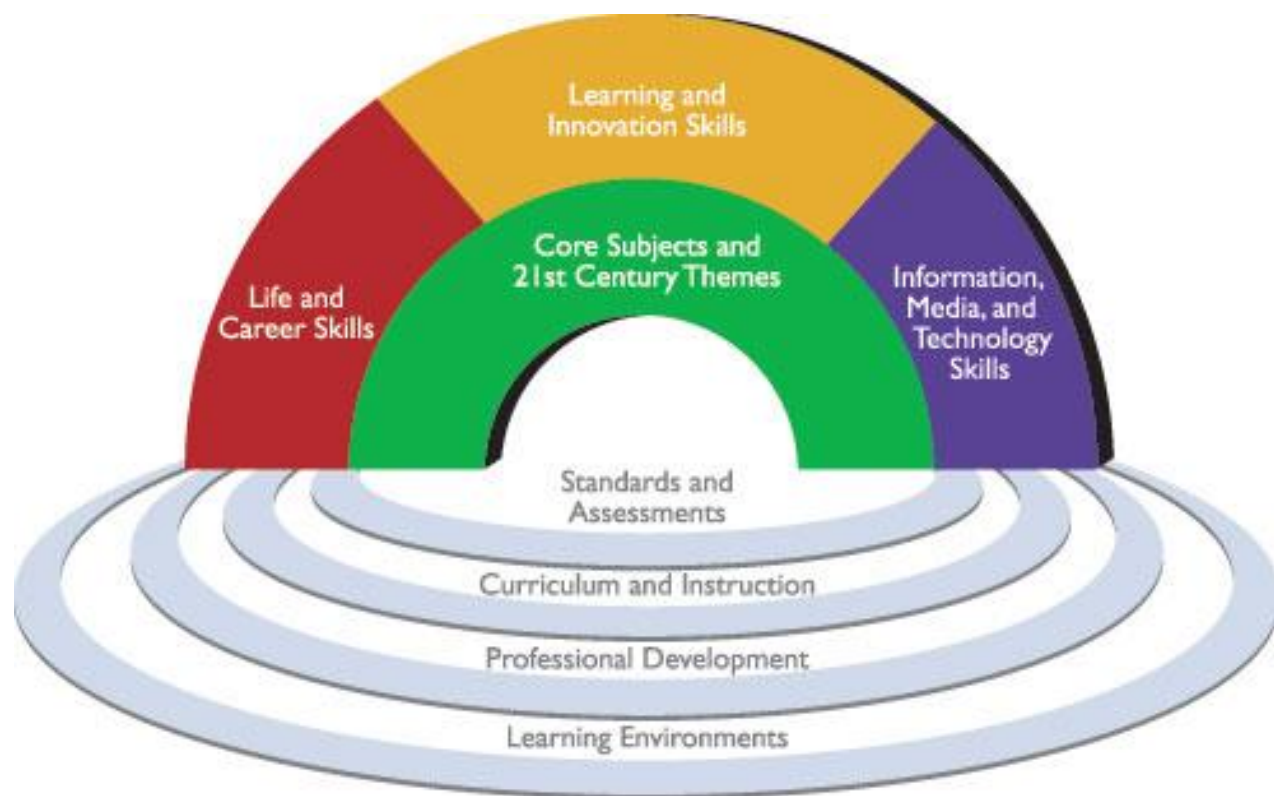 Learning and
Innovation Skills
Core Subjects and
21st Century Themes
Life and
Career Skills
Information,
Media, and
Technology
Skills
Standards and
Assessments
Curriculum and Instruction
Professional Development
Learning Environments